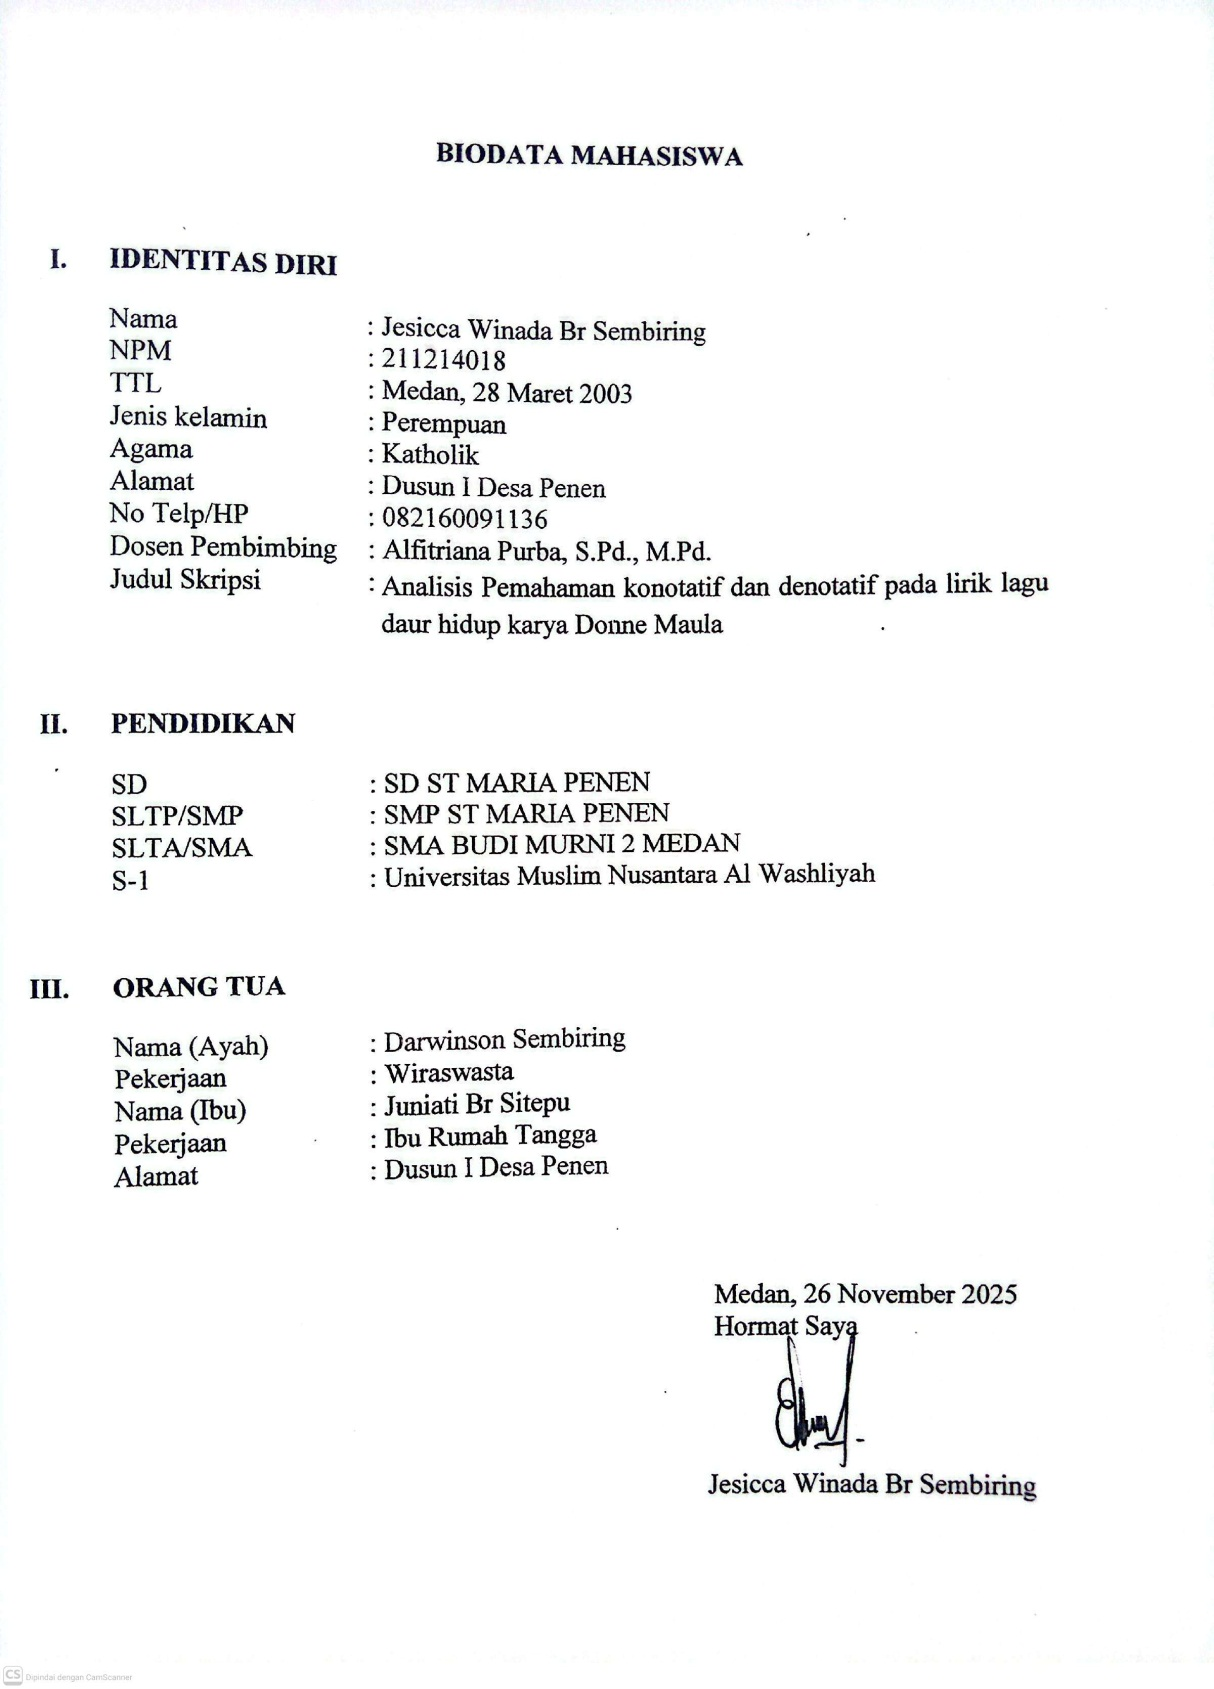 BIODATA MAHASISWA
I. IDENTITAS DIRI
Nama : Jesicca Winada Br Sembiring
NPM : 211214018
TTL : Medan, 28 Maret 2003
Jenis kelamin : Perempuan
Agama : Katholik
Alamat : Dusun I Desa Penen
No Telp/HP : 082160091136
Dosen Pembimbing : Alfitriana Purba, S.Pd., M.Pd.
Judul Skripsi : Analisis Pemahaman konotatif dan denotatif pada lirik lagu
daur hidup karya Donne Maula
II. PENDIDIKAN
SD : SD ST MARIA PENEN
SLTP/SMP : SMP ST MARIA PENEN
SLTA/SMA : SMA BUDI MURNI 2 MEDAN
S-1 : Universitas Muslim Nusantara Al Washliyah
III. ORANG TUA
Nama (Ayah) : Darwinson Sembiring
Pekerjaan : Wiraswasta
Nama (Ibu) : Juniati Br Sitepu
Pekerjaan : Ibu Rumah Tangga
Alamat : Dusun I Desa Penen
Medan, 26 November 2025
Hormat Saya
Jesicca Winada Br Sembiring
CS Dipindai dengan CamScanner